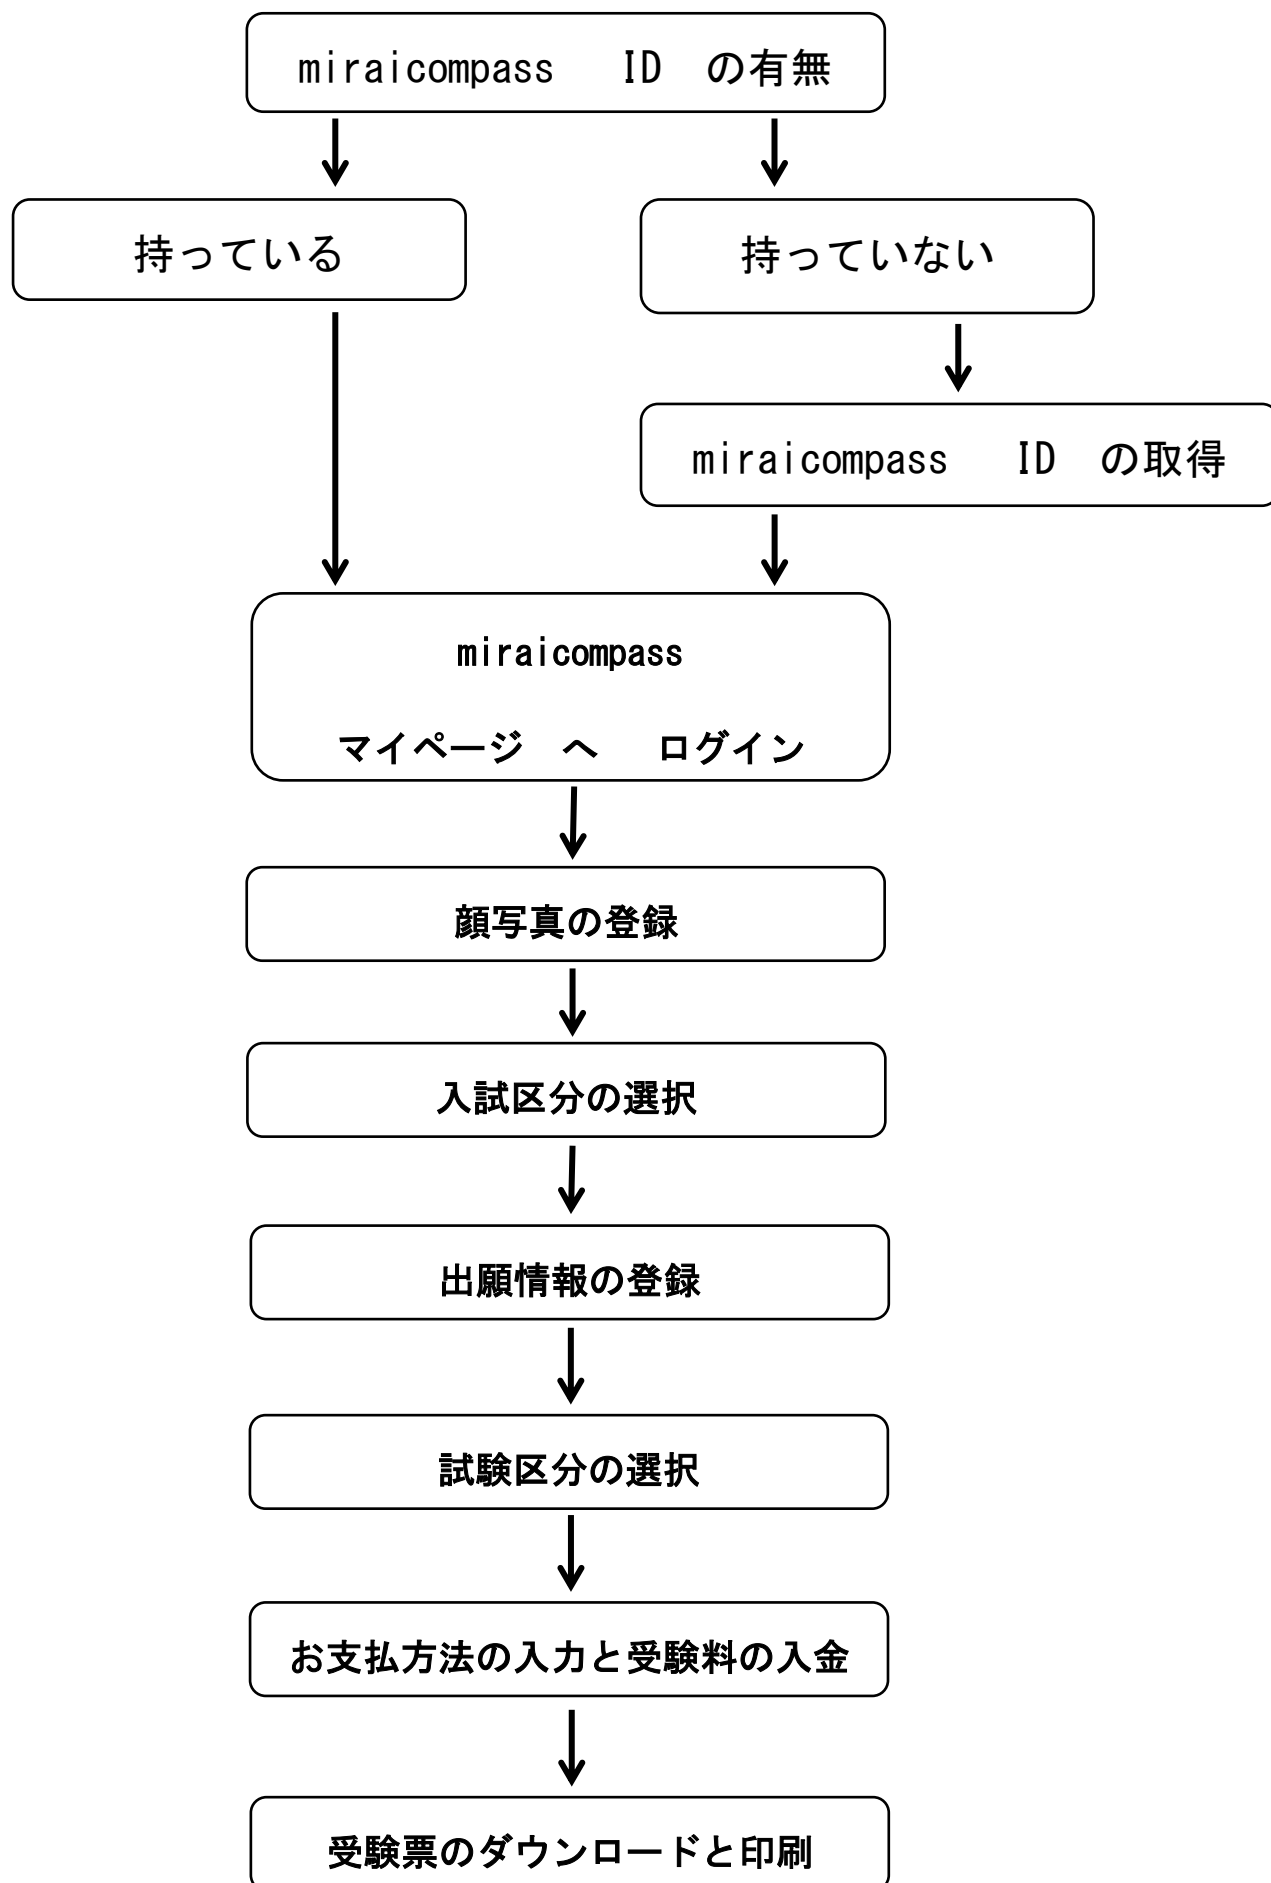 miraicompass　ID　の有無
持っている
持っていない
miraicompass　ID　の取得
miraicompass
マイページ　へ　ログイン
顔写真の登録
入試区分の選択
出願情報の登録
試験区分の選択
お支払方法の入力と受験料の入金
受験票のダウンロードと印刷